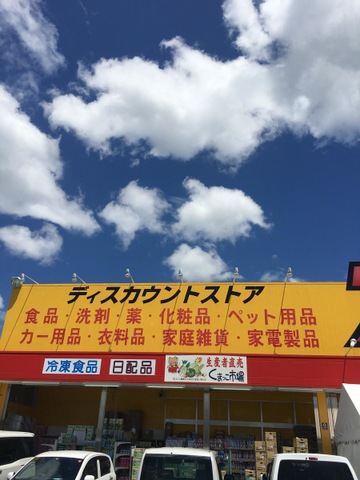 ディスカウントストア
食品・洗剤・薬・化粧品・ペット用品
カー用品・衣料品・家庭雑貨・家電製品
冷凍食品
日配品
生産者直売
くまっこ市場